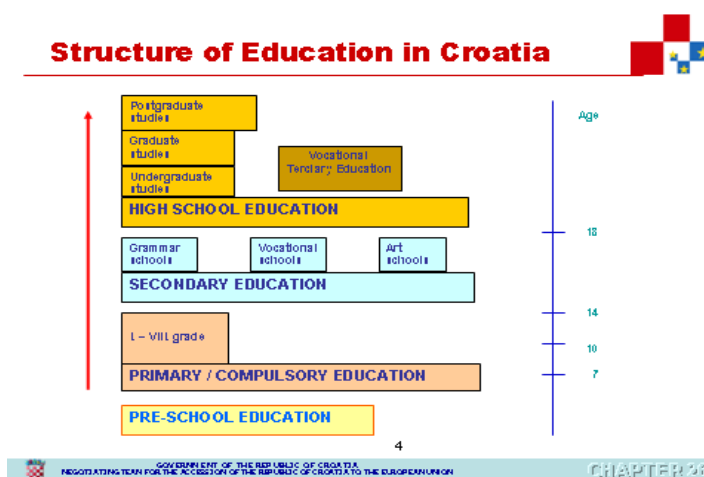 Structure of Education in Croatia
Postgraduate
studies
Graduate
studies
Undergraduate
studies
Vocational
Terciary Education
HIGH SCHOOL EDUCATION
Grammar
schools
Vocational
schools
Art
schools
SECONDARY EDUCATION
I – VIII grade
PRIMARY / COMPULSORY EDUCATION
PRE-SCHOOL EDUCATION
Age
18
14
10
7
4
GOVERNMENT OF THE REPUBLIC OF CROATIA
NEGOTIATING TEAM FOR THE ACCESSION OF THE REPUBLIC OF CROATIA TO THE EUROPEAN UNION
CHAPTER 26